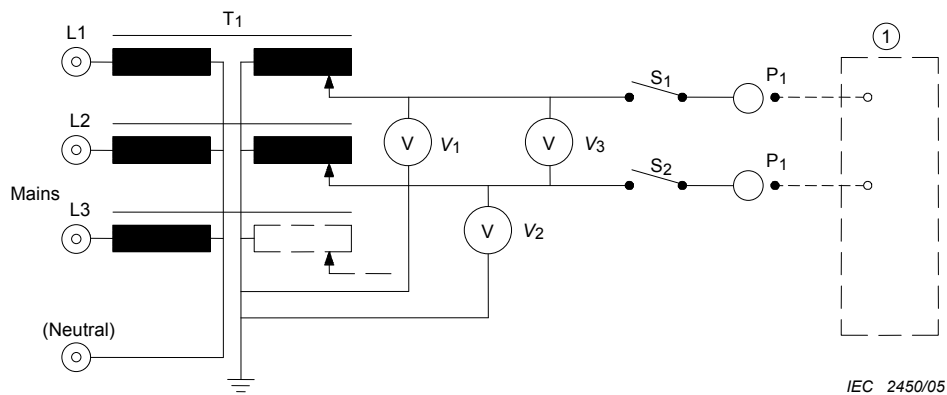 T1
L1
1
S1
P1
V
V1
V
V3
L2
S2
P1
Mains
V
V2
L3
(Neutral)
IEC 2450/05